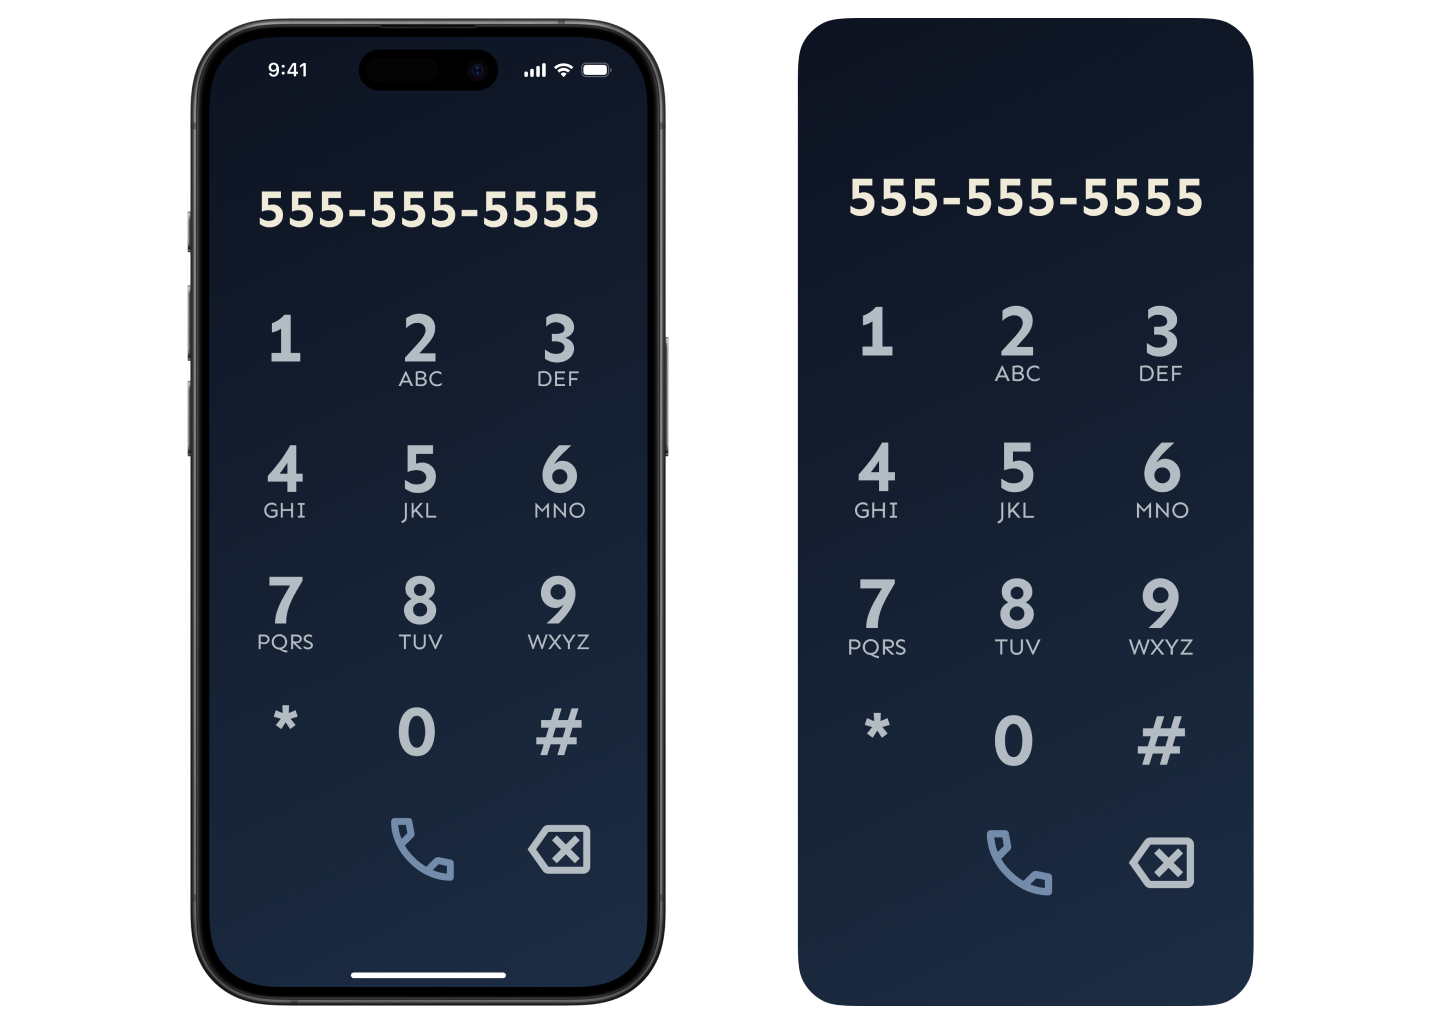 9:41
555-555-5555
1 2 3
ABC DEF
4 5 6
GHI JKL MNO
7 8 9
PQRS TUV WXYZ
* 0 #
555-555-5555
1 2 3
ABC DEF
4 5 6
GHI JKL MNO
7 8 9
PQRS TUV WXYZ
* 0 #